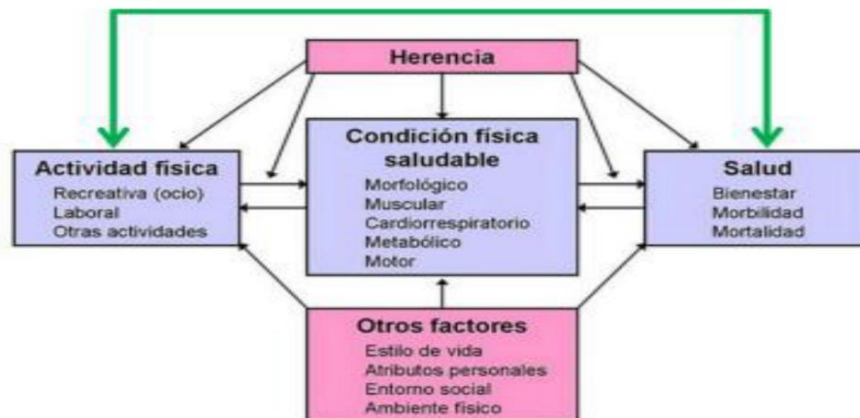 Herencia
Actividad física
Recreativa (ocio)
Laboral
Otras actividades
Condición física
saludable
Morfológico
Muscular
Cardiorrespiratorio
Metabólico
Motor
Salud
Bienestar
Morbilidad
Mortalidad
Otros factores
Estilo de vida
Atributos personales
Entorno social
Ambiente físico